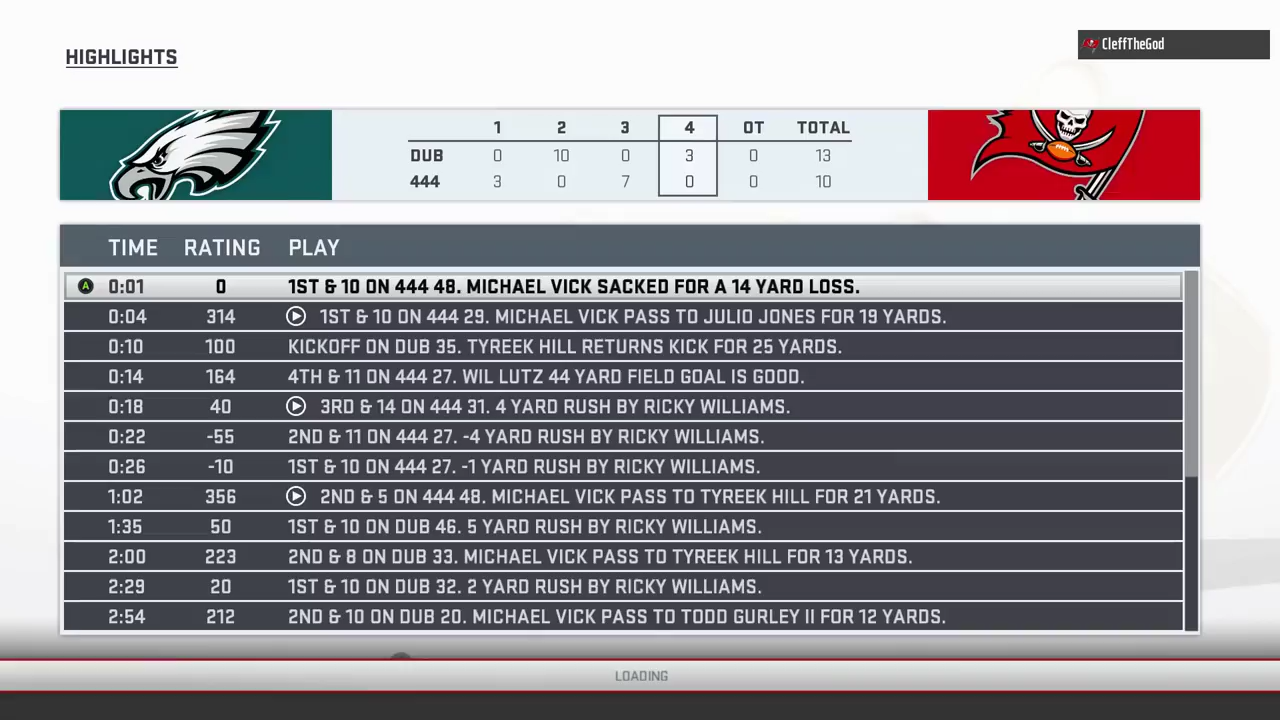 HIGHLIGHTS
CleffTheGod
1 2 3 4 OT TOTAL
DUB 0 10 0 3 0 13
444 3 0 7 0 0 10
TIME RATING PLAY
A 0:01 0 1ST & 10 ON 444 48. MICHAEL VICK SACKED FOR A 14 YARD LOSS.
0:04 314 1ST & 10 ON 444 29. MICHAEL VICK PASS TO JULIO JONES FOR 19 YARDS.
0:10 100 KICKOFF ON DUB 35. TYREEK HILL RETURNS KICK FOR 25 YARDS.
0:14 164 4TH & 11 ON 444 27. WIL LUTZ 44 YARD FIELD GOAL IS GOOD.
0:18 40 3RD & 14 ON 444 31. 4 YARD RUSH BY RICKY WILLIAMS.
0:22 -55 2ND & 11 ON 444 27. -4 YARD RUSH BY RICKY WILLIAMS.
0:26 -10 1ST & 10 ON 444 27. -1 YARD RUSH BY RICKY WILLIAMS.
1:02 356 2ND & 5 ON 444 48. MICHAEL VICK PASS TO TYREEK HILL FOR 21 YARDS.
1:35 50 1ST & 10 ON DUB 46. 5 YARD RUSH BY RICKY WILLIAMS.
2:00 223 2ND & 8 ON DUB 33. MICHAEL VICK PASS TO TYREEK HILL FOR 13 YARDS.
2:29 20 1ST & 10 ON DUB 32. 2 YARD RUSH BY RICKY WILLIAMS.
2:54 212 2ND & 10 ON DUB 20. MICHAEL VICK PASS TO TODD GURLEY II FOR 12 YARDS.
LOADING